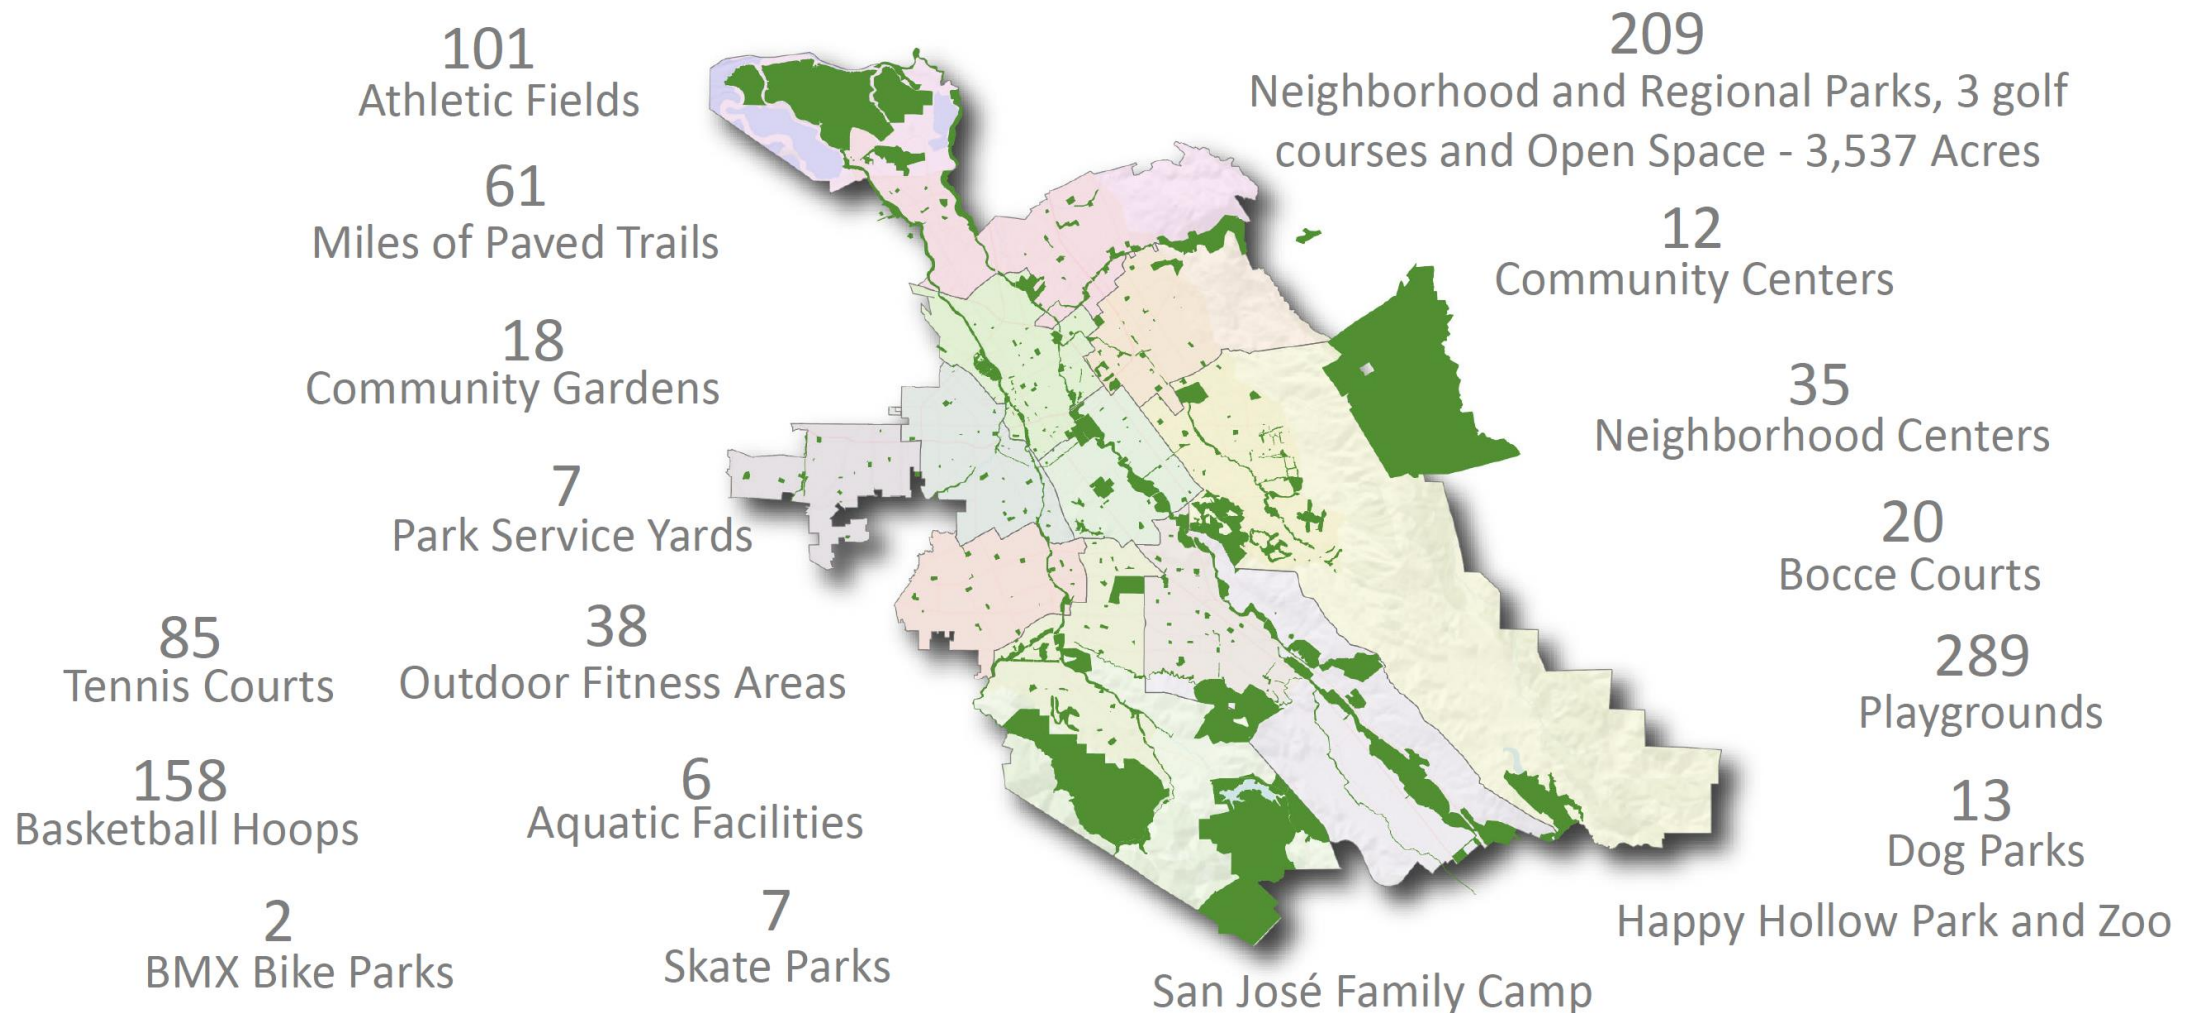 101
Athletic Fields
61
Miles of Paved Trails
18
Community Gardens
7
Park Service Yards
85
Tennis Courts
38
Outdoor Fitness Areas
158
Basketball Hoops
6
Aquatic Facilities
2
BMX Bike Parks
7
Skate Parks
209
Neighborhood and Regional Parks, 3 golf
courses and Open Space - 3,537 Acres
12
Community Centers
35
Neighborhood Centers
20
Bocce Courts
289
Playgrounds
13
Dog Parks
Happy Hollow Park and Zoo
San José Family Camp